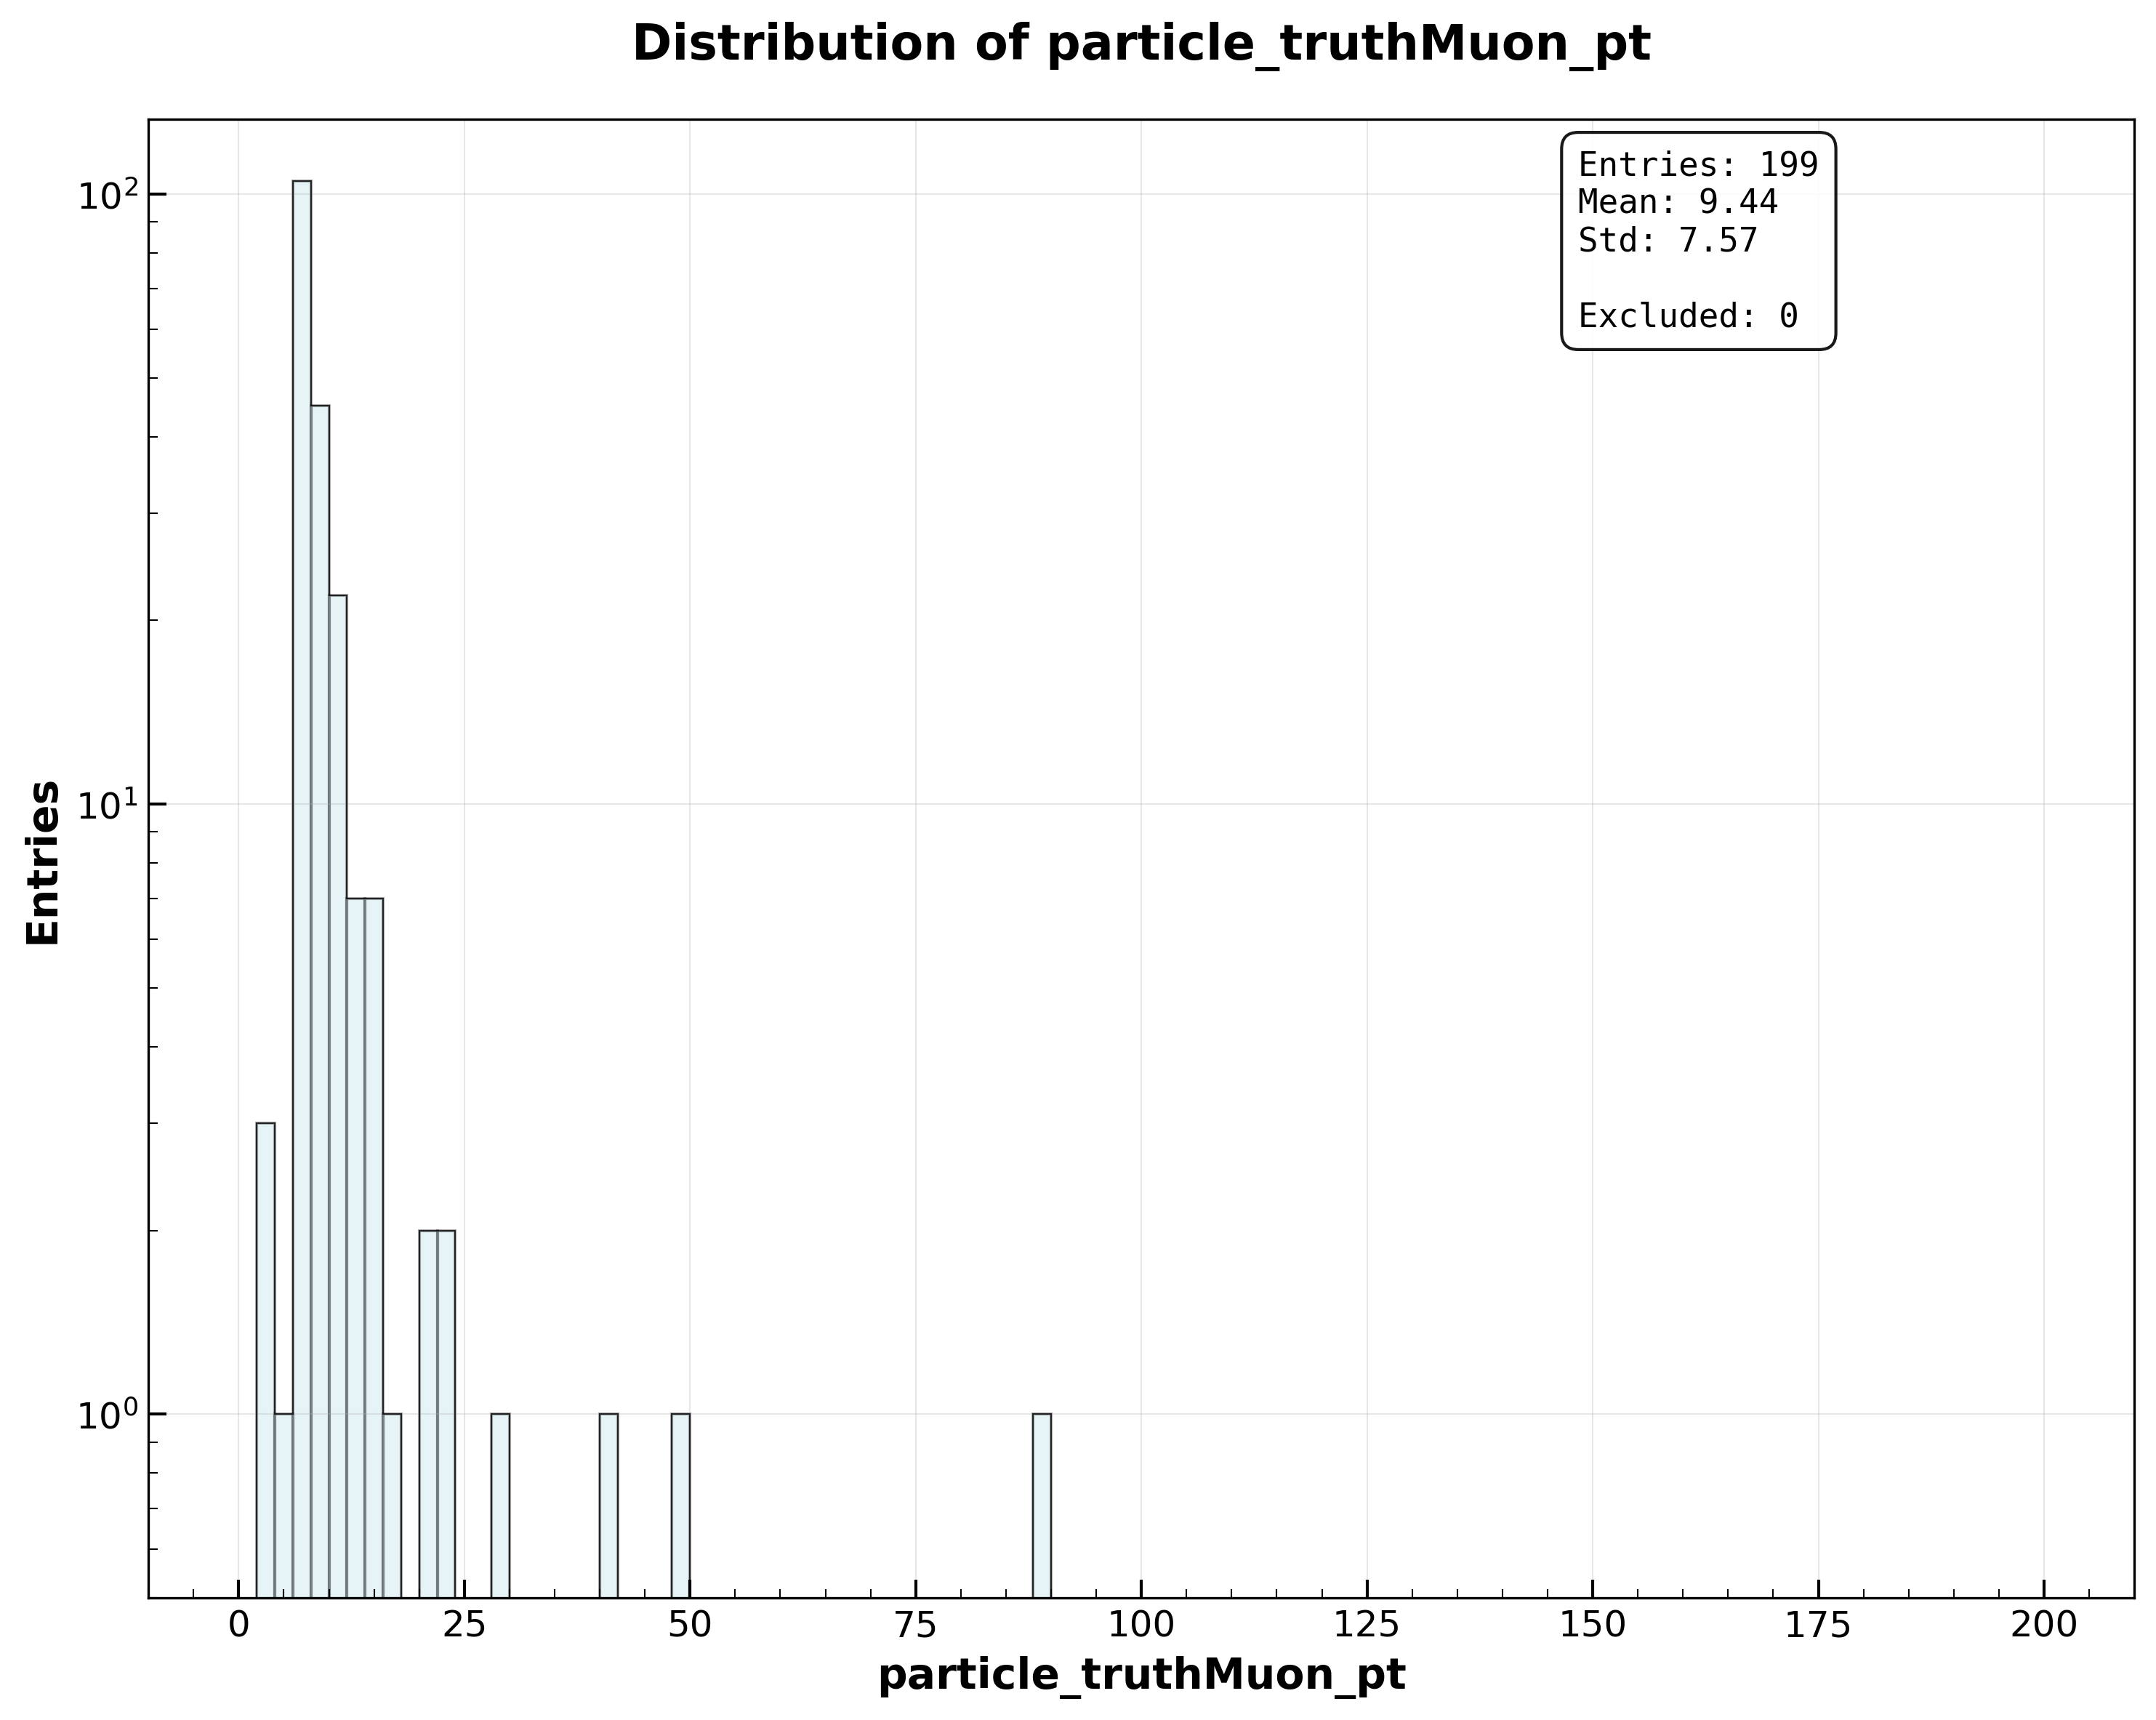 Distribution of particle_truthMuon_pt
Entries: 199
Mean: 9.44
Std: 7.57
Excluded: 0
10²
10¹
10⁰
Entries
0 25 50 75 100 125 150 175 200
particle_truthMuon_pt